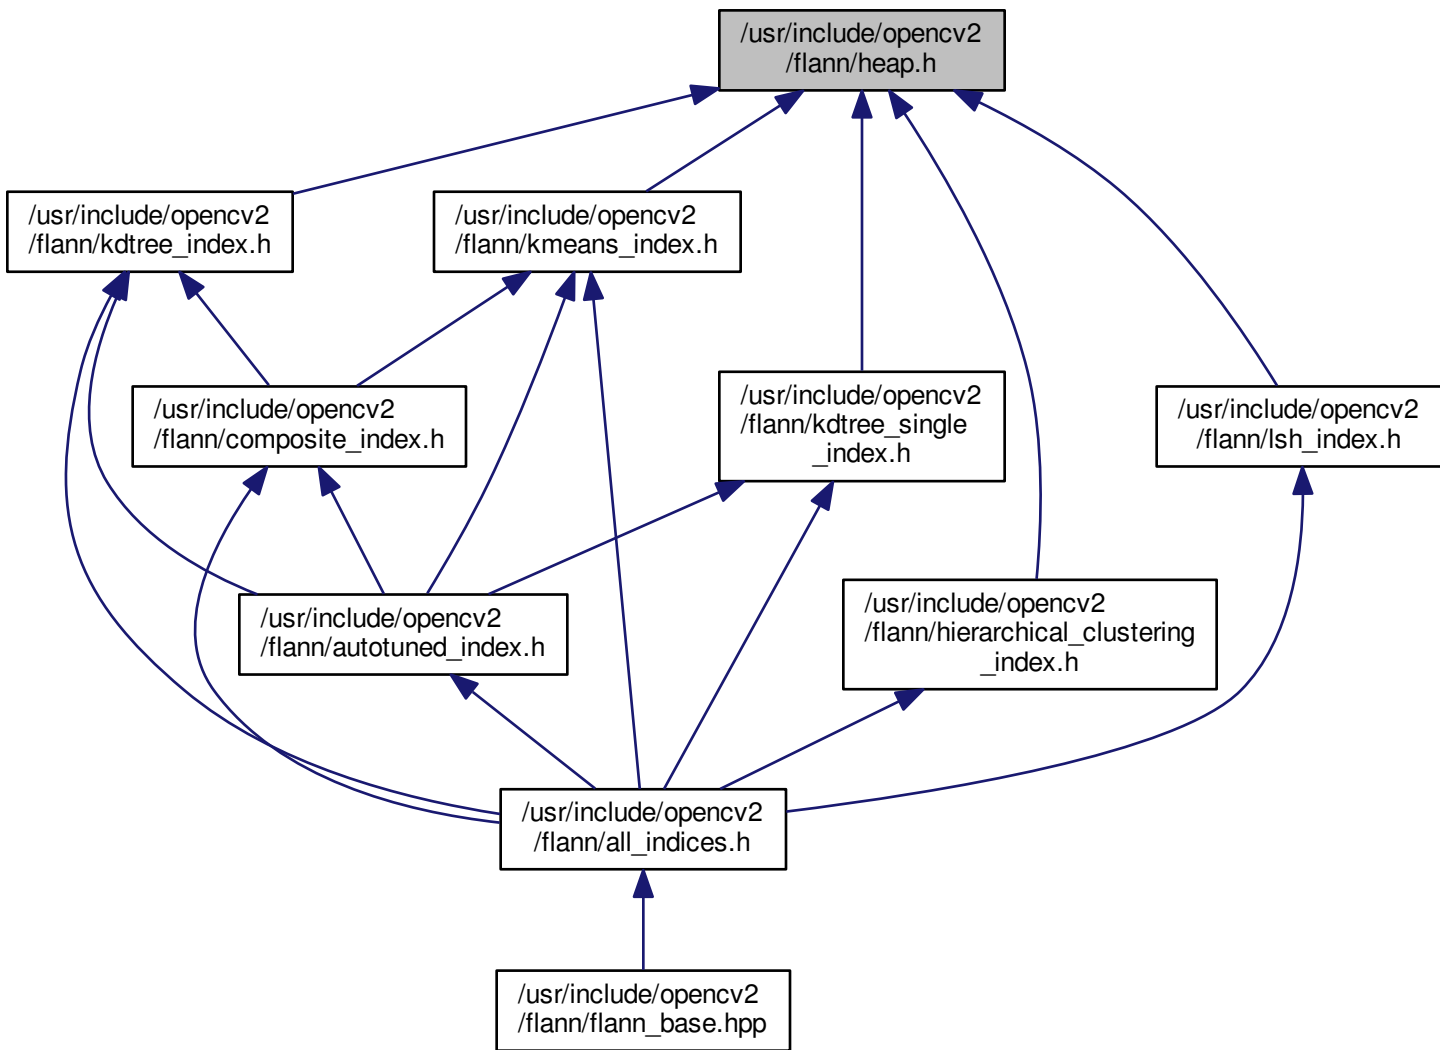 /usr/include/opencv2
/flann/heap.h
/usr/include/opencv2
/flann/kdtree_index.h
/usr/include/opencv2
/flann/kmeans_index.h
/usr/include/opencv2
/flann/composite_index.h
/usr/include/opencv2
/flann/kdtree_single
_index.h
/usr/include/opencv2
/flann/lsh_index.h
/usr/include/opencv2
/flann/autotuned_index.h
/usr/include/opencv2
/flann/hierarchical_clustering
_index.h
/usr/include/opencv2
/flann/all_indices.h
/usr/include/opencv2
/flann/flann_base.hpp